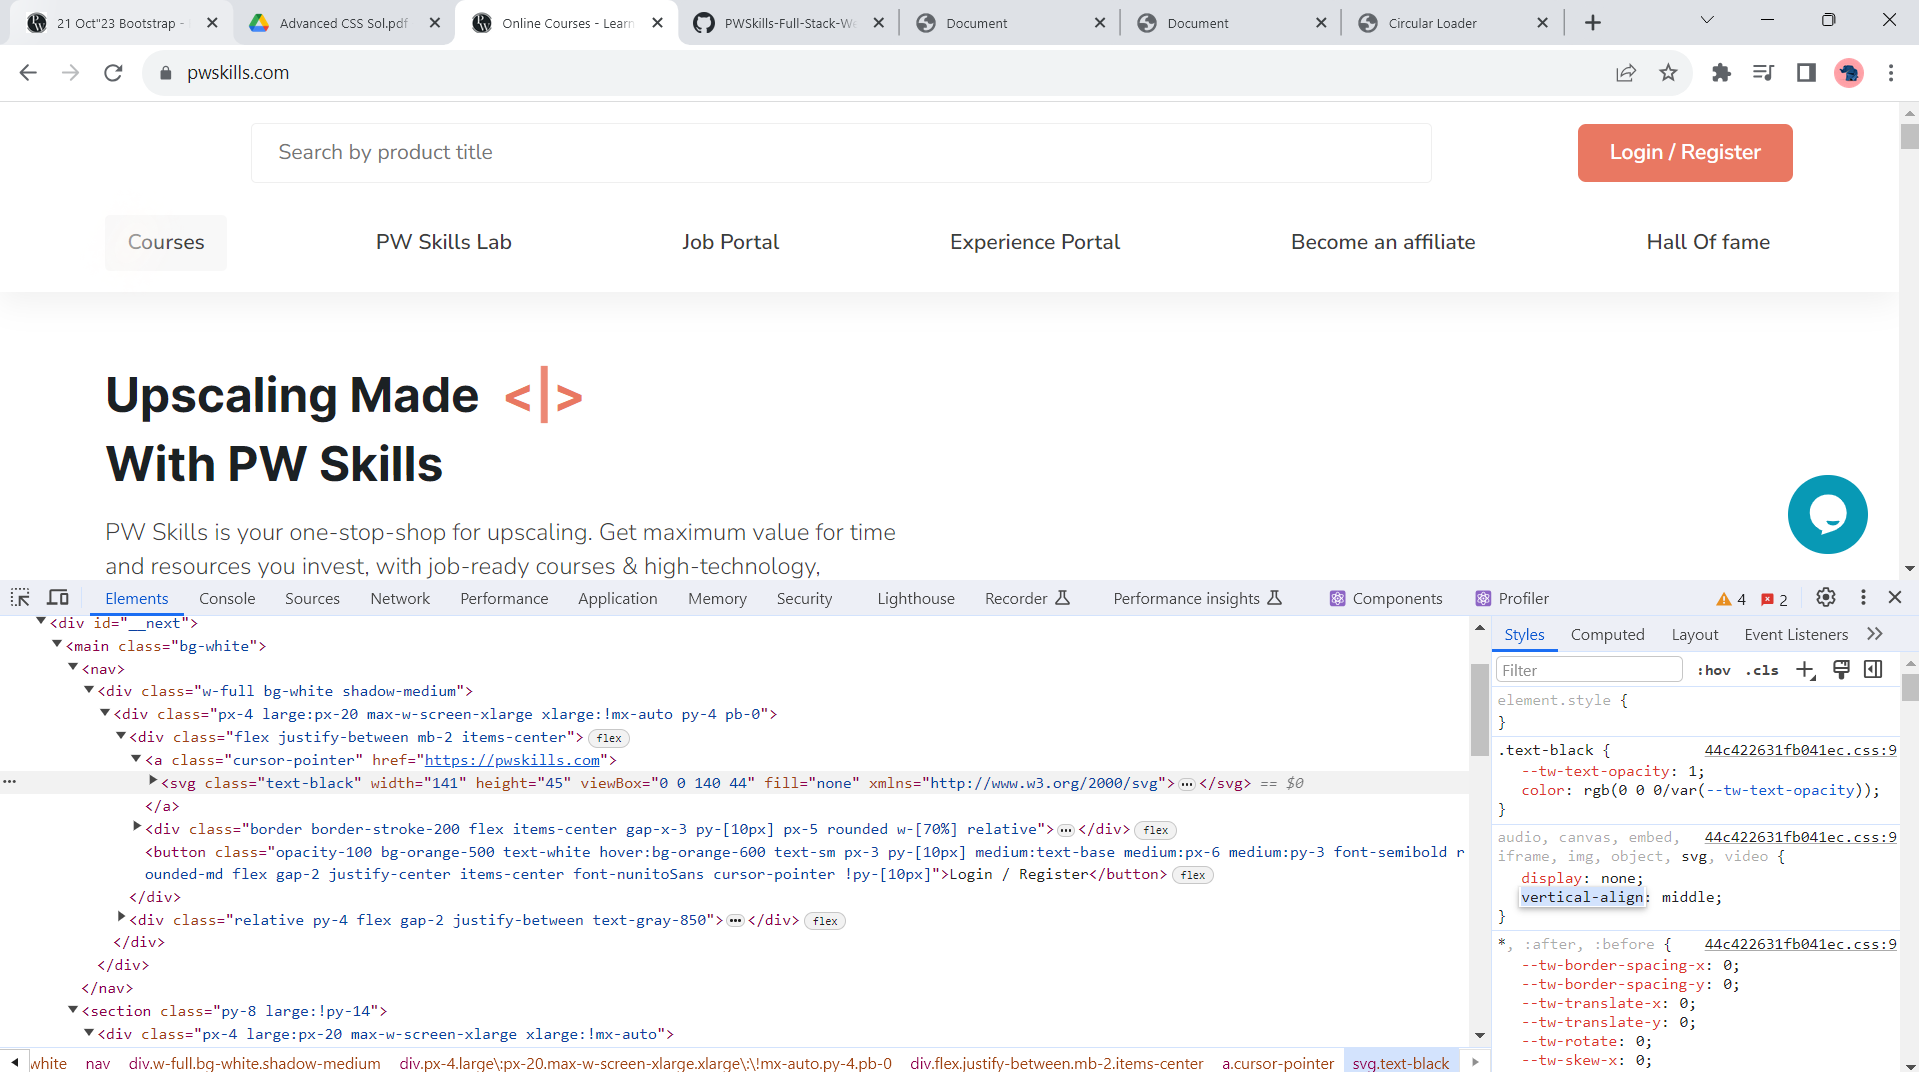 21 Oct"23 Bootstrap -
Advanced CSS Sol.pdf
Online Courses - Learn
PWSkills-Full-Stack-We
Document
Document
Circular Loader
pwskills.com
Search by product title
Login / Register
Courses
PW Skills Lab
Job Portal
Experience Portal
Become an affiliate
Hall Of fame
Upscaling Made <|>
With PW Skills
PW Skills is your one-stop-shop for upscaling. Get maximum value for time
and resources you invest, with job-ready courses & high-technology,
Elements Console Sources Network Performance Application Memory Security Lighthouse Recorder Performance insights Components Profiler 4 2
<div id="__next">
<main class="bg-white">
<nav>
<div class="w-full bg-white shadow-medium">
<div class="px-4 large:px-20 max-w-screen-xlarge xlarge:!mx-auto py-4 pb-0">
<div class="flex justify-between mb-2 items-center"> flex
<a class="cursor-pointer" href="https://pwskills.com">
<svg class="text-black" width="141" height="45" viewBox="0 0 140 44" fill="none" xmlns="http://www.w3.org/2000/svg">…</svg> == $0
</a>
<div class="border border-stroke-200 flex items-center gap-x-3 py-[10px] px-5 rounded w-[70%] relative">…</div> flex
<button class="opacity-100 bg-orange-500 text-white hover:bg-orange-600 text-sm px-3 py-[10px] medium:text-base medium:px-6 medium:py-3 font-semibold r
ounded-md flex gap-2 justify-center items-center font-nunitoSans cursor-pointer !py-[10px]">Login / Register</button> flex
</div>
<div class="relative py-4 flex gap-2 justify-between text-gray-850">…</div> flex
</div>
</div>
</nav>
<section class="py-8 large:!py-14">
<div class="px-4 large:px-20 max-w-screen-xlarge xlarge:!mx-auto">
white nav div.w-full.bg-white.shadow-medium div.px-4.large\:px-20.max-w-screen-xlarge.xlarge\:\!mx-auto.py-4.pb-0 div.flex.justify-between.mb-2.items-center a.cursor-pointer svg.text-black
Styles Computed Layout Event Listeners
Filter :hov .cls
element.style {
}
.text-black { 44c422631fb041ec.css:9
--tw-text-opacity: 1;
color: rgb(0 0 0/var(--tw-text-opacity));
}
audio, canvas, embed, 44c422631fb041ec.css:9
iframe, img, object, svg, video {
display: none;
vertical-align: middle;
}
*, :after, :before { 44c422631fb041ec.css:9
--tw-border-spacing-x: 0;
--tw-border-spacing-y: 0;
--tw-translate-x: 0;
--tw-translate-y: 0;
--tw-rotate: 0;
--tw-skew-x: 0;